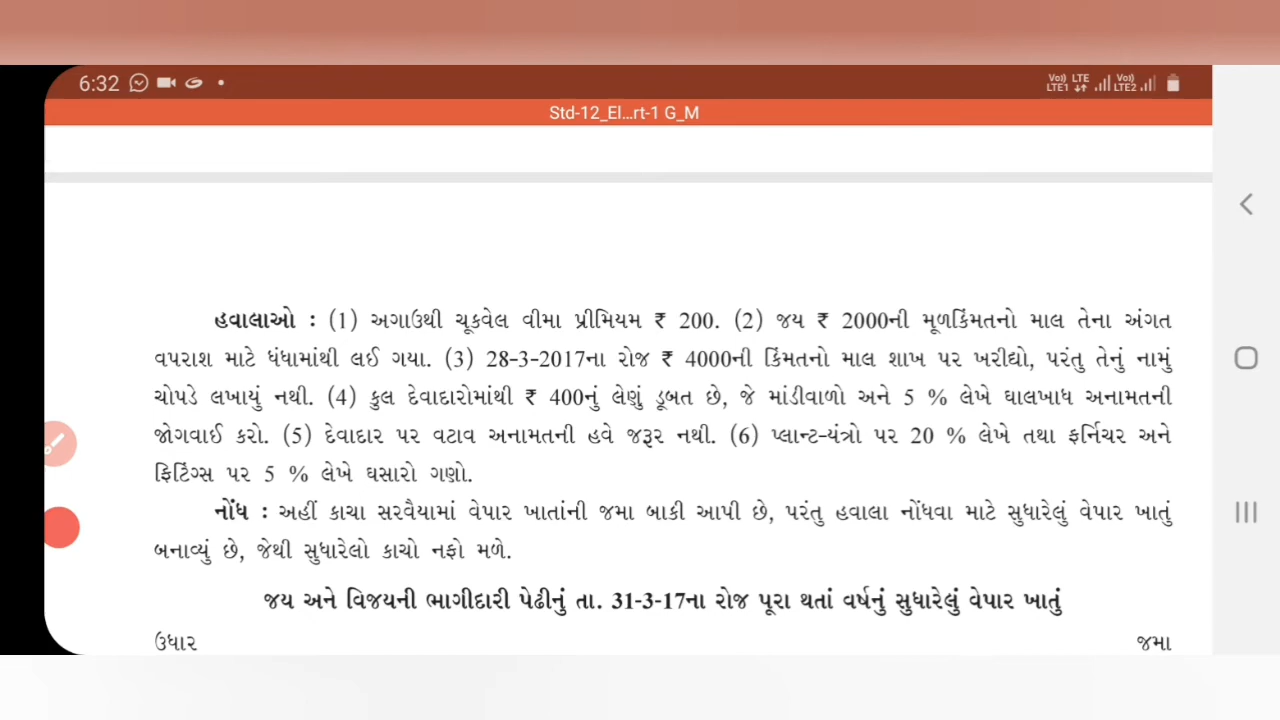 6:32
Vo)) LTE1 LTE Vo)) LTE2
Std-12_El...rt-1 G_M
હવાલાઓ : (1) અગાઉથી ચૂકવેલ વીમા પ્રીમિયમ ₹ 200. (2) જય ₹ 2000ની મૂળકિંમતનો માલ તેના અંગત
વપરાશ માટે ધંધામાંથી લઈ ગયા. (3) 28-3-2017ના રોજ ₹ 4000ની કિંમતનો માલ શાખ પર ખરીદ્યો, પરંતુ તેનું નામું
ચોપડે લખાયું નથી. (4) કુલ દેવાદારોમાંથી ₹ 400નું લેણું ડૂબત છે, જે માંડીવાળો અને 5 % લેખે ઘાલખાધ અનામતની
જોગવાઈ કરો. (5) દેવાદાર પર વટાવ અનામતની હવે જરૂર નથી. (6) પ્લાન્ટ-યંત્રો પર 20 % લેખે તથા ફર્નિચર અને
ફિટિંગ્સ પર 5 % લેખે ઘસારો ગણો.
નોંધ : અહીં કાચા સરવૈયામાં વેપાર ખાતાંની જમા બાકી આપી છે, પરંતુ હવાલા નોંધવા માટે સુધારેલું વેપાર ખાતું
બનાવ્યું છે, જેથી સુધારેલો કાચો નફો મળે.
જય અને વિજયની ભાગીદારી પેઢીનું તા. 31-3-17ના રોજ પૂરા થતાં વર્ષનું સુધારેલું વેપાર ખાતું
ઉધાર જમા